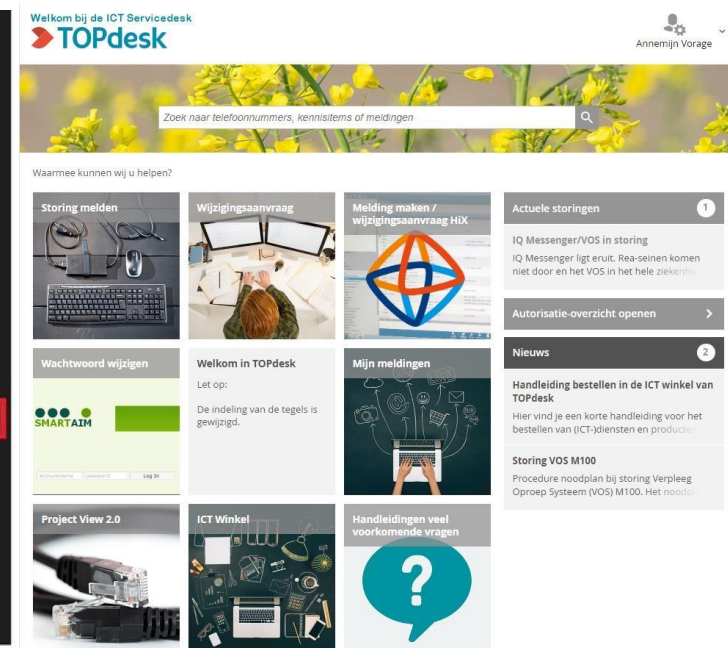 Welkom bij de ICT Servicedesk
TOPdesk
Annemijn Vorage
Zoek naar telefoonnummers, kennisitems of meldingen
Waarmee kunnen wij u helpen?
Storing melden
Wijzigingsaanvraag
Melding maken /
wijzigingsaanvraag HiX
Actuele storingen 1
IQ Messenger/VOS in storing
IQ Messenger ligt eruit. Rea-seinen komen
niet door en het VOS in het hele
Autorisatie-overzicht openen
Nieuws 2
Handleiding bestellen in de ICT winkel van
TOPdesk
Hier vind je een korte handleiding voor het
bestellen van (ICT-)diensten en producten
Storing VOS M100
Procedure noodplan bij storing Verpleeg
Oproep Systeem (VOS) M100. Het
Wachtwoord wijzigen
SMARTAIM
accountname password Log In
Welkom in TOPdesk
Let op:
De indeling van de tegels is
gewijzigd.
Mijn meldingen
Project View 2.0
ICT Winkel
Handleidingen veel
voorkomende vragen
?